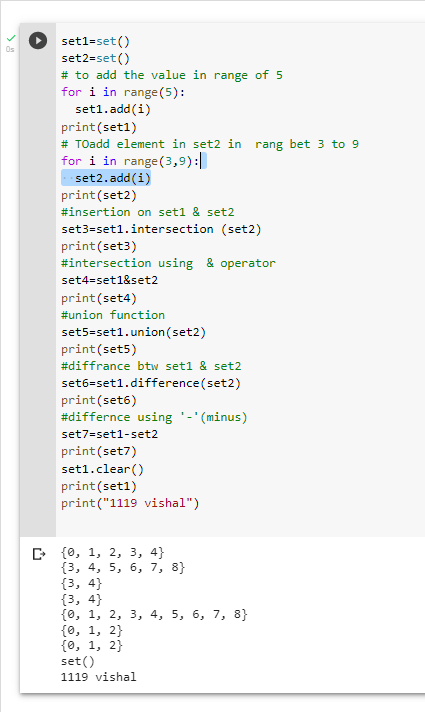 0s
set1=set()
set2=set()
# to add the value in range of 5
for i in range(5):
  set1.add(i)
print(set1)
# TOadd element in set2 in  rang bet 3 to 9
for i in range(3,9):
  set2.add(i)
print(set2)
#insertion on set1 & set2
set3=set1.intersection (set2)
print(set3)
#intersection using  & operator
set4=set1&set2
print(set4)
#union function
set5=set1.union(set2)
print(set5)
#diffrance btw set1 & set2
set6=set1.difference(set2)
print(set6)
#differnce using '-'(minus)
set7=set1-set2
print(set7)
set1.clear()
print(set1)
print("1119 vishal")
{0, 1, 2, 3, 4}
{3, 4, 5, 6, 7, 8}
{3, 4}
{3, 4}
{0, 1, 2, 3, 4, 5, 6, 7, 8}
{0, 1, 2}
{0, 1, 2}
set()
1119 vishal